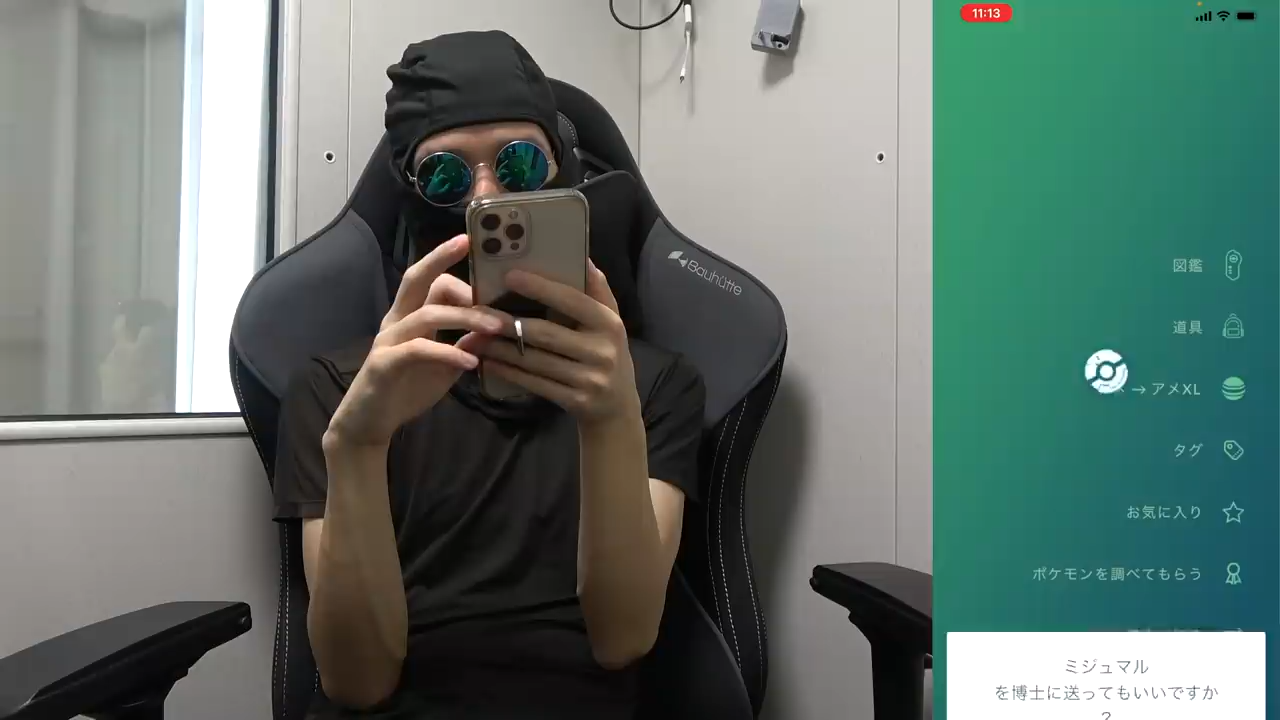 Bauhütte
11:13
図鑑
道具
→ アメXL
タグ
お気に入り
ポケモンを調べてもらう
ミジュマル
を博士に送ってもいいですか
?